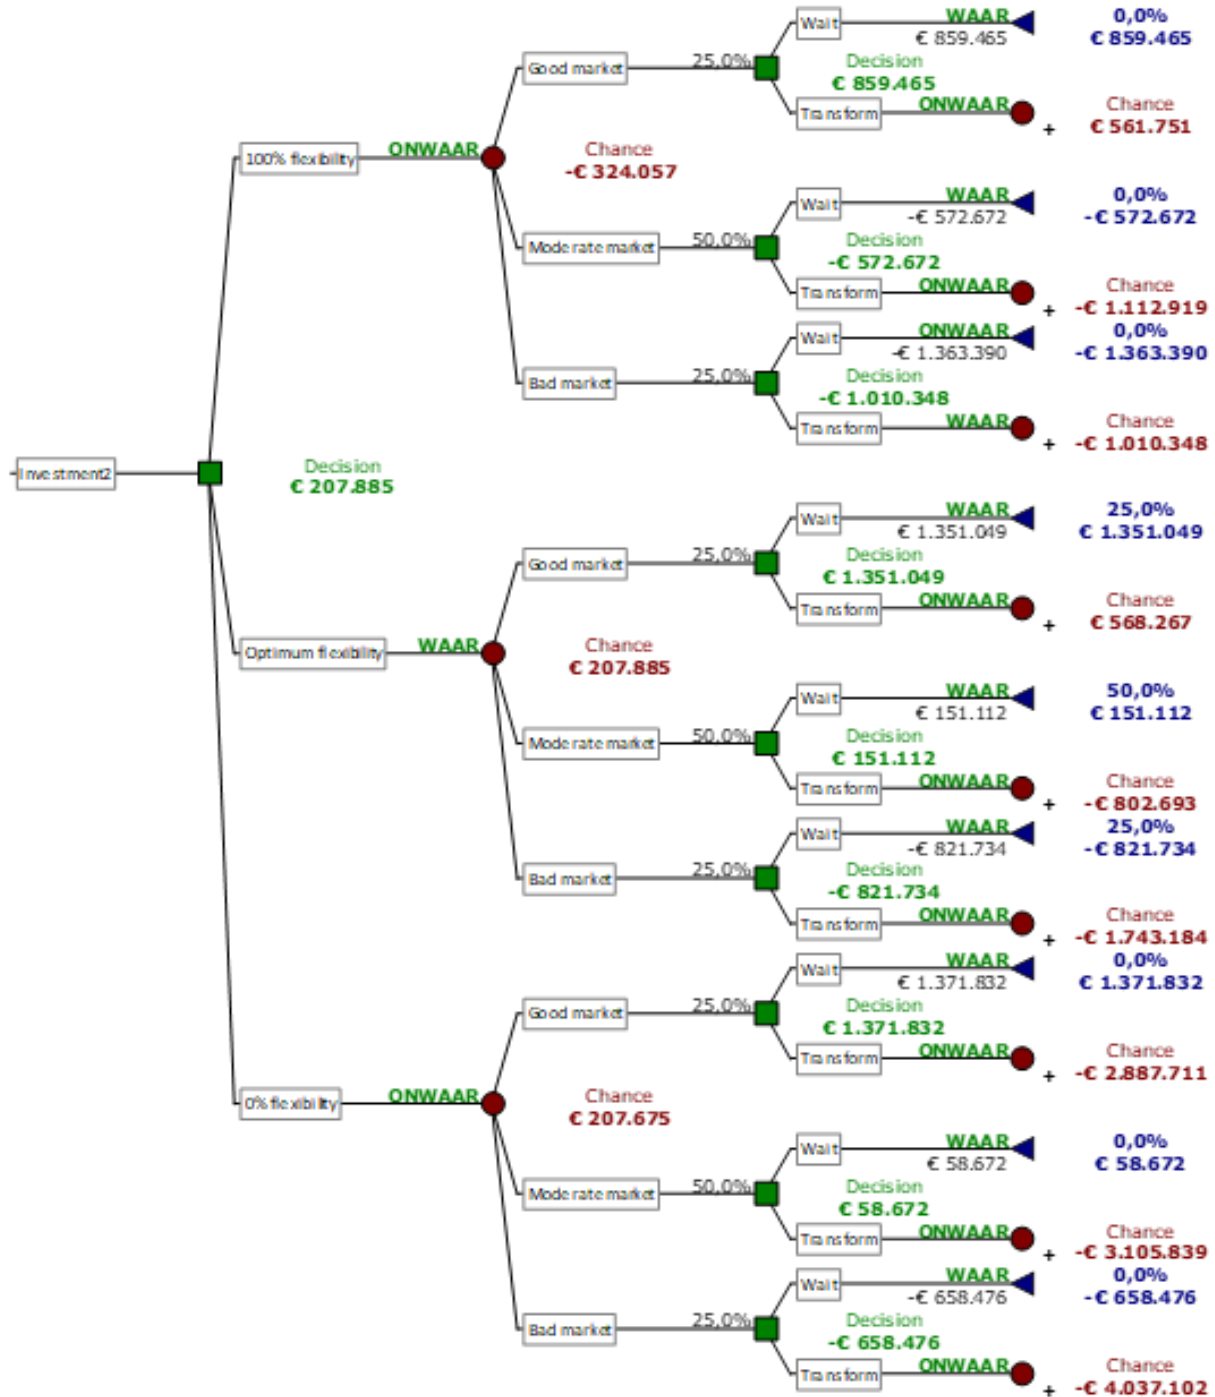 Wait
WAAR
0,0%
€ 859.465
€ 859.465
Good market
25,0%
Decision
€ 859.465
Transform
ONWAAR
Chance
+
€ 561.751
100% flexibility
ONWAAR
Chance
-€ 324.057
Wait
WAAR
0,0%
-€ 572.672
-€ 572.672
Moderate market
50,0%
Decision
-€ 572.672
Transform
ONWAAR
Chance
+
-€ 1.112.919
Wait
ONWAAR
0,0%
-€ 1.363.390
-€ 1.363.390
Bad market
25,0%
Decision
-€ 1.010.348
Transform
WAAR
Chance
+
-€ 1.010.348
Investment2
Decision
€ 207.885
Wait
WAAR
25,0%
€ 1.351.049
€ 1.351.049
Good market
25,0%
Decision
€ 1.351.049
Transform
ONWAAR
Chance
+
€ 568.267
Optimum flexibility
WAAR
Chance
€ 207.885
Wait
WAAR
50,0%
€ 151.112
€ 151.112
Moderate market
50,0%
Decision
€ 151.112
Transform
ONWAAR
Chance
+
-€ 802.693
Wait
WAAR
25,0%
-€ 821.734
-€ 821.734
Bad market
25,0%
Decision
-€ 821.734
Transform
ONWAAR
Chance
+
-€ 1.743.184
Wait
WAAR
0,0%
€ 1.371.832
€ 1.371.832
Good market
25,0%
Decision
€ 1.371.832
Transform
ONWAAR
Chance
+
-€ 2.887.711
0% flexibility
ONWAAR
Chance
€ 207.675
Wait
WAAR
0,0%
€ 58.672
€ 58.672
Moderate market
50,0%
Decision
€ 58.672
Transform
ONWAAR
Chance
+
-€ 3.105.839
Wait
WAAR
0,0%
-€ 658.476
-€ 658.476
Bad market
25,0%
Decision
-€ 658.476
Transform
ONWAAR
Chance
+
-€ 4.037.102